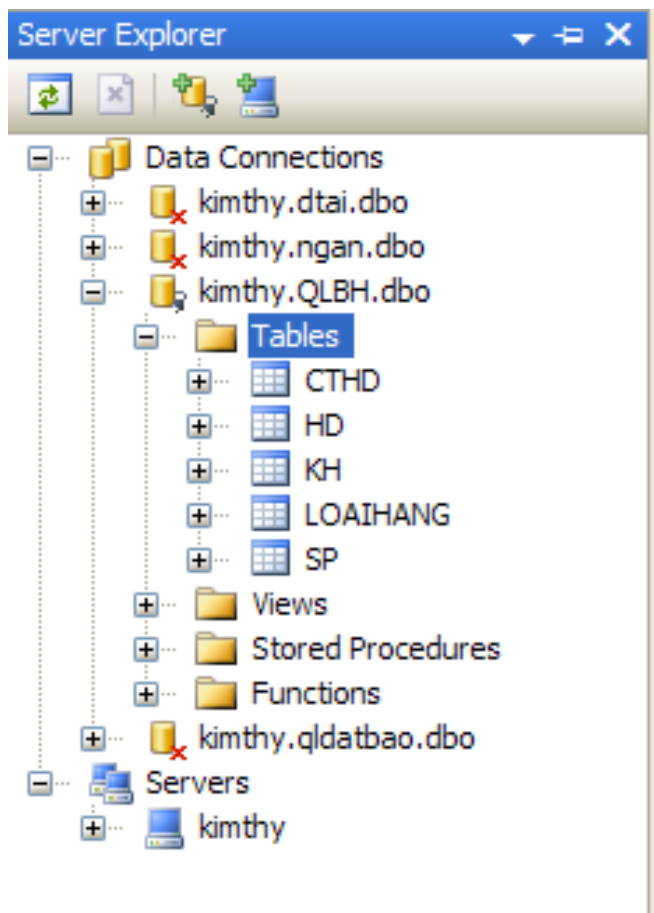 Server Explorer
Data Connections
kimthy.dtai.dbo
kimthy.ngan.dbo
kimthy.QLBH.dbo
Tables
CTHD
HD
KH
LOAIHANG
SP
Views
Stored Procedures
Functions
kimthy.qldatbao.dbo
Servers
kimthy